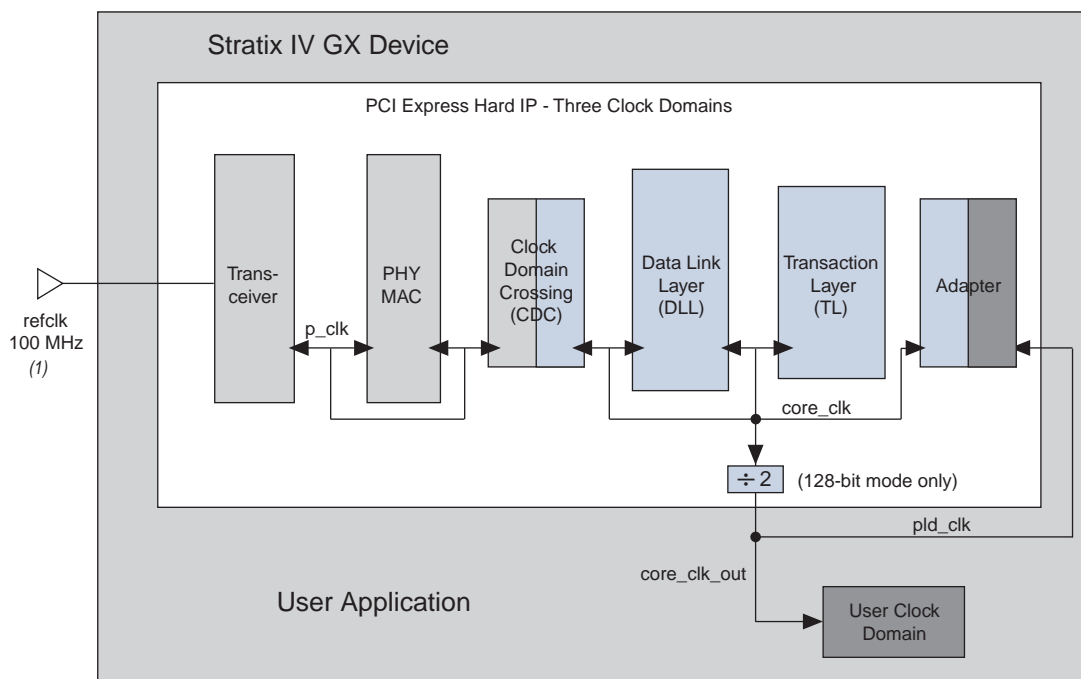 Stratix IV GX Device
PCI Express Hard IP - Three Clock Domains
Trans-
ceiver
PHY
MAC
Clock
Domain
Crossing
(CDC)
Data Link
Layer
(DLL)
Transaction
Layer
(TL)
Adapter
refclk
100 MHz
(1)
p_clk
core_clk
÷ 2
(128-bit mode only)
pld_clk
core_clk_out
User Application
User Clock
Domain